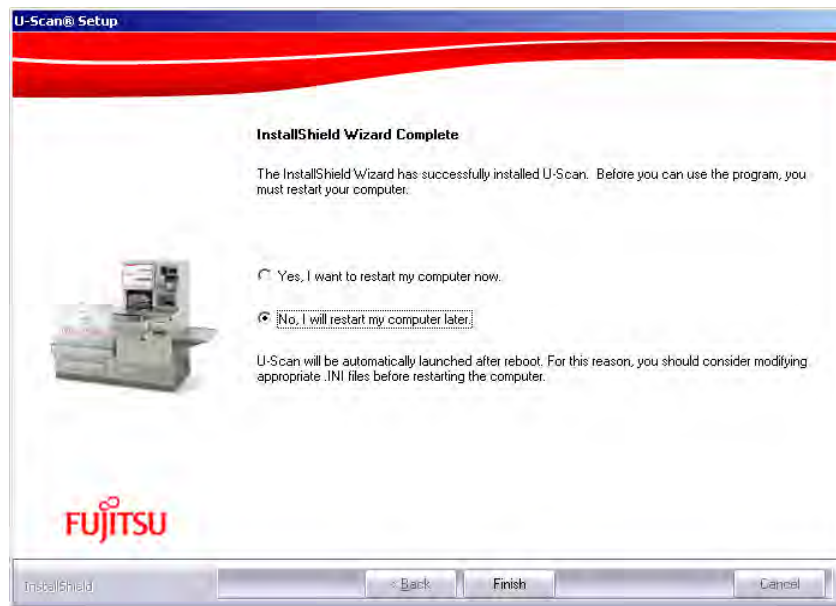 U-Scan® Setup
InstallShield Wizard Complete
The InstallShield Wizard has successfully installed U-Scan. Before you can use the program, you
must restart your computer.
Yes, I want to restart my computer now.
No, I will restart my computer later.
U-Scan will be automatically launched after reboot. For this reason, you should consider modifying
appropriate .INI files before restarting the computer.
FUJITSU
InstallShield
< Back
Finish
Cancel